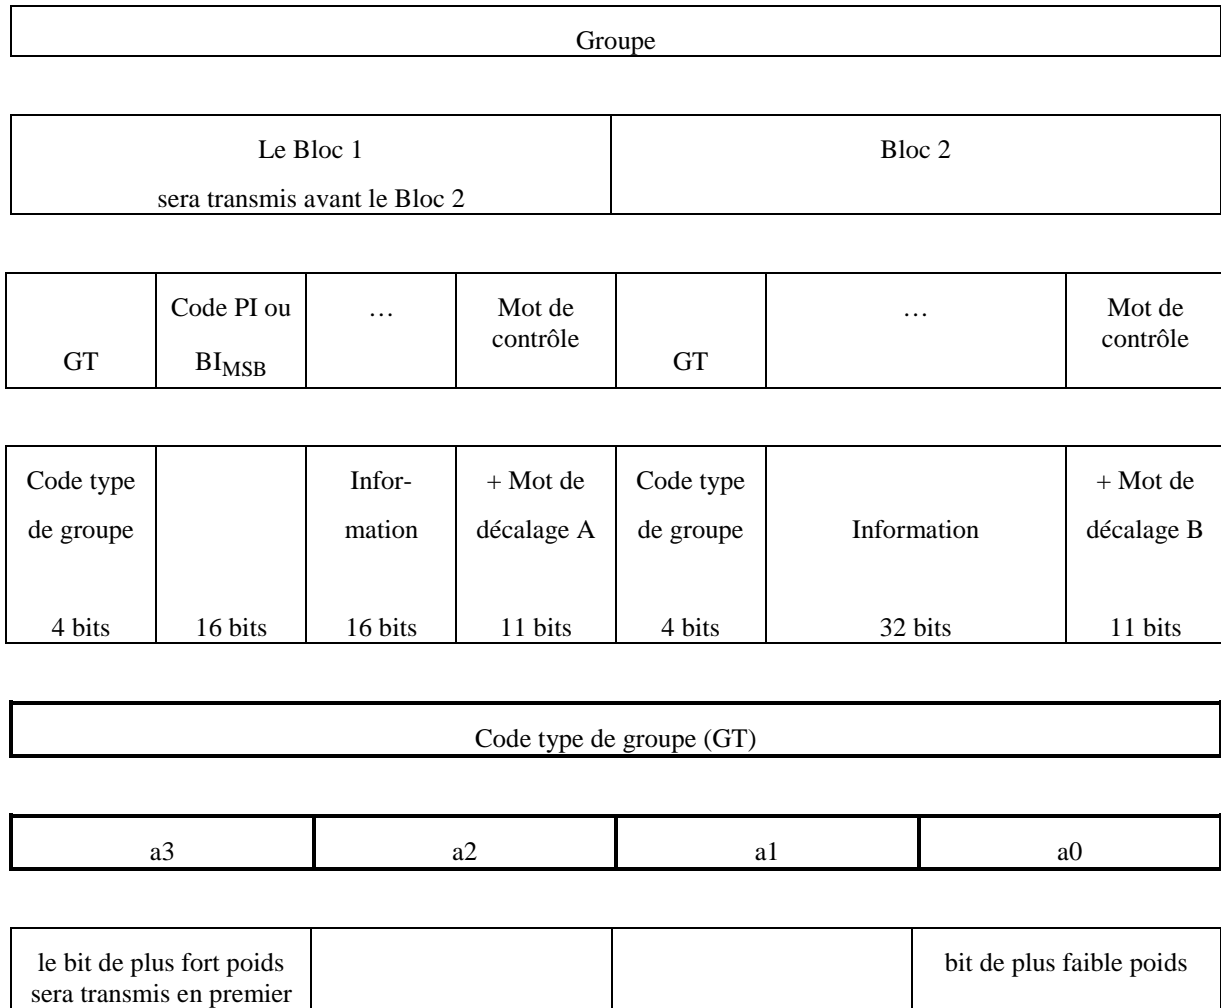 Groupe
Le Bloc 1
sera transmis avant le Bloc 2
Bloc 2
GT
Code PI ou
BIMSB
…
Mot de
contrôle
GT
…
Mot de
contrôle
Code type
de groupe
4 bits
16 bits
Infor-
mation
16 bits
+ Mot de
décalage A
11 bits
Code type
de groupe
4 bits
Information
32 bits
+ Mot de
décalage B
11 bits
Code type de groupe (GT)
a3
a2
a1
a0
le bit de plus fort poids
sera transmis en premier
bit de plus faible poids